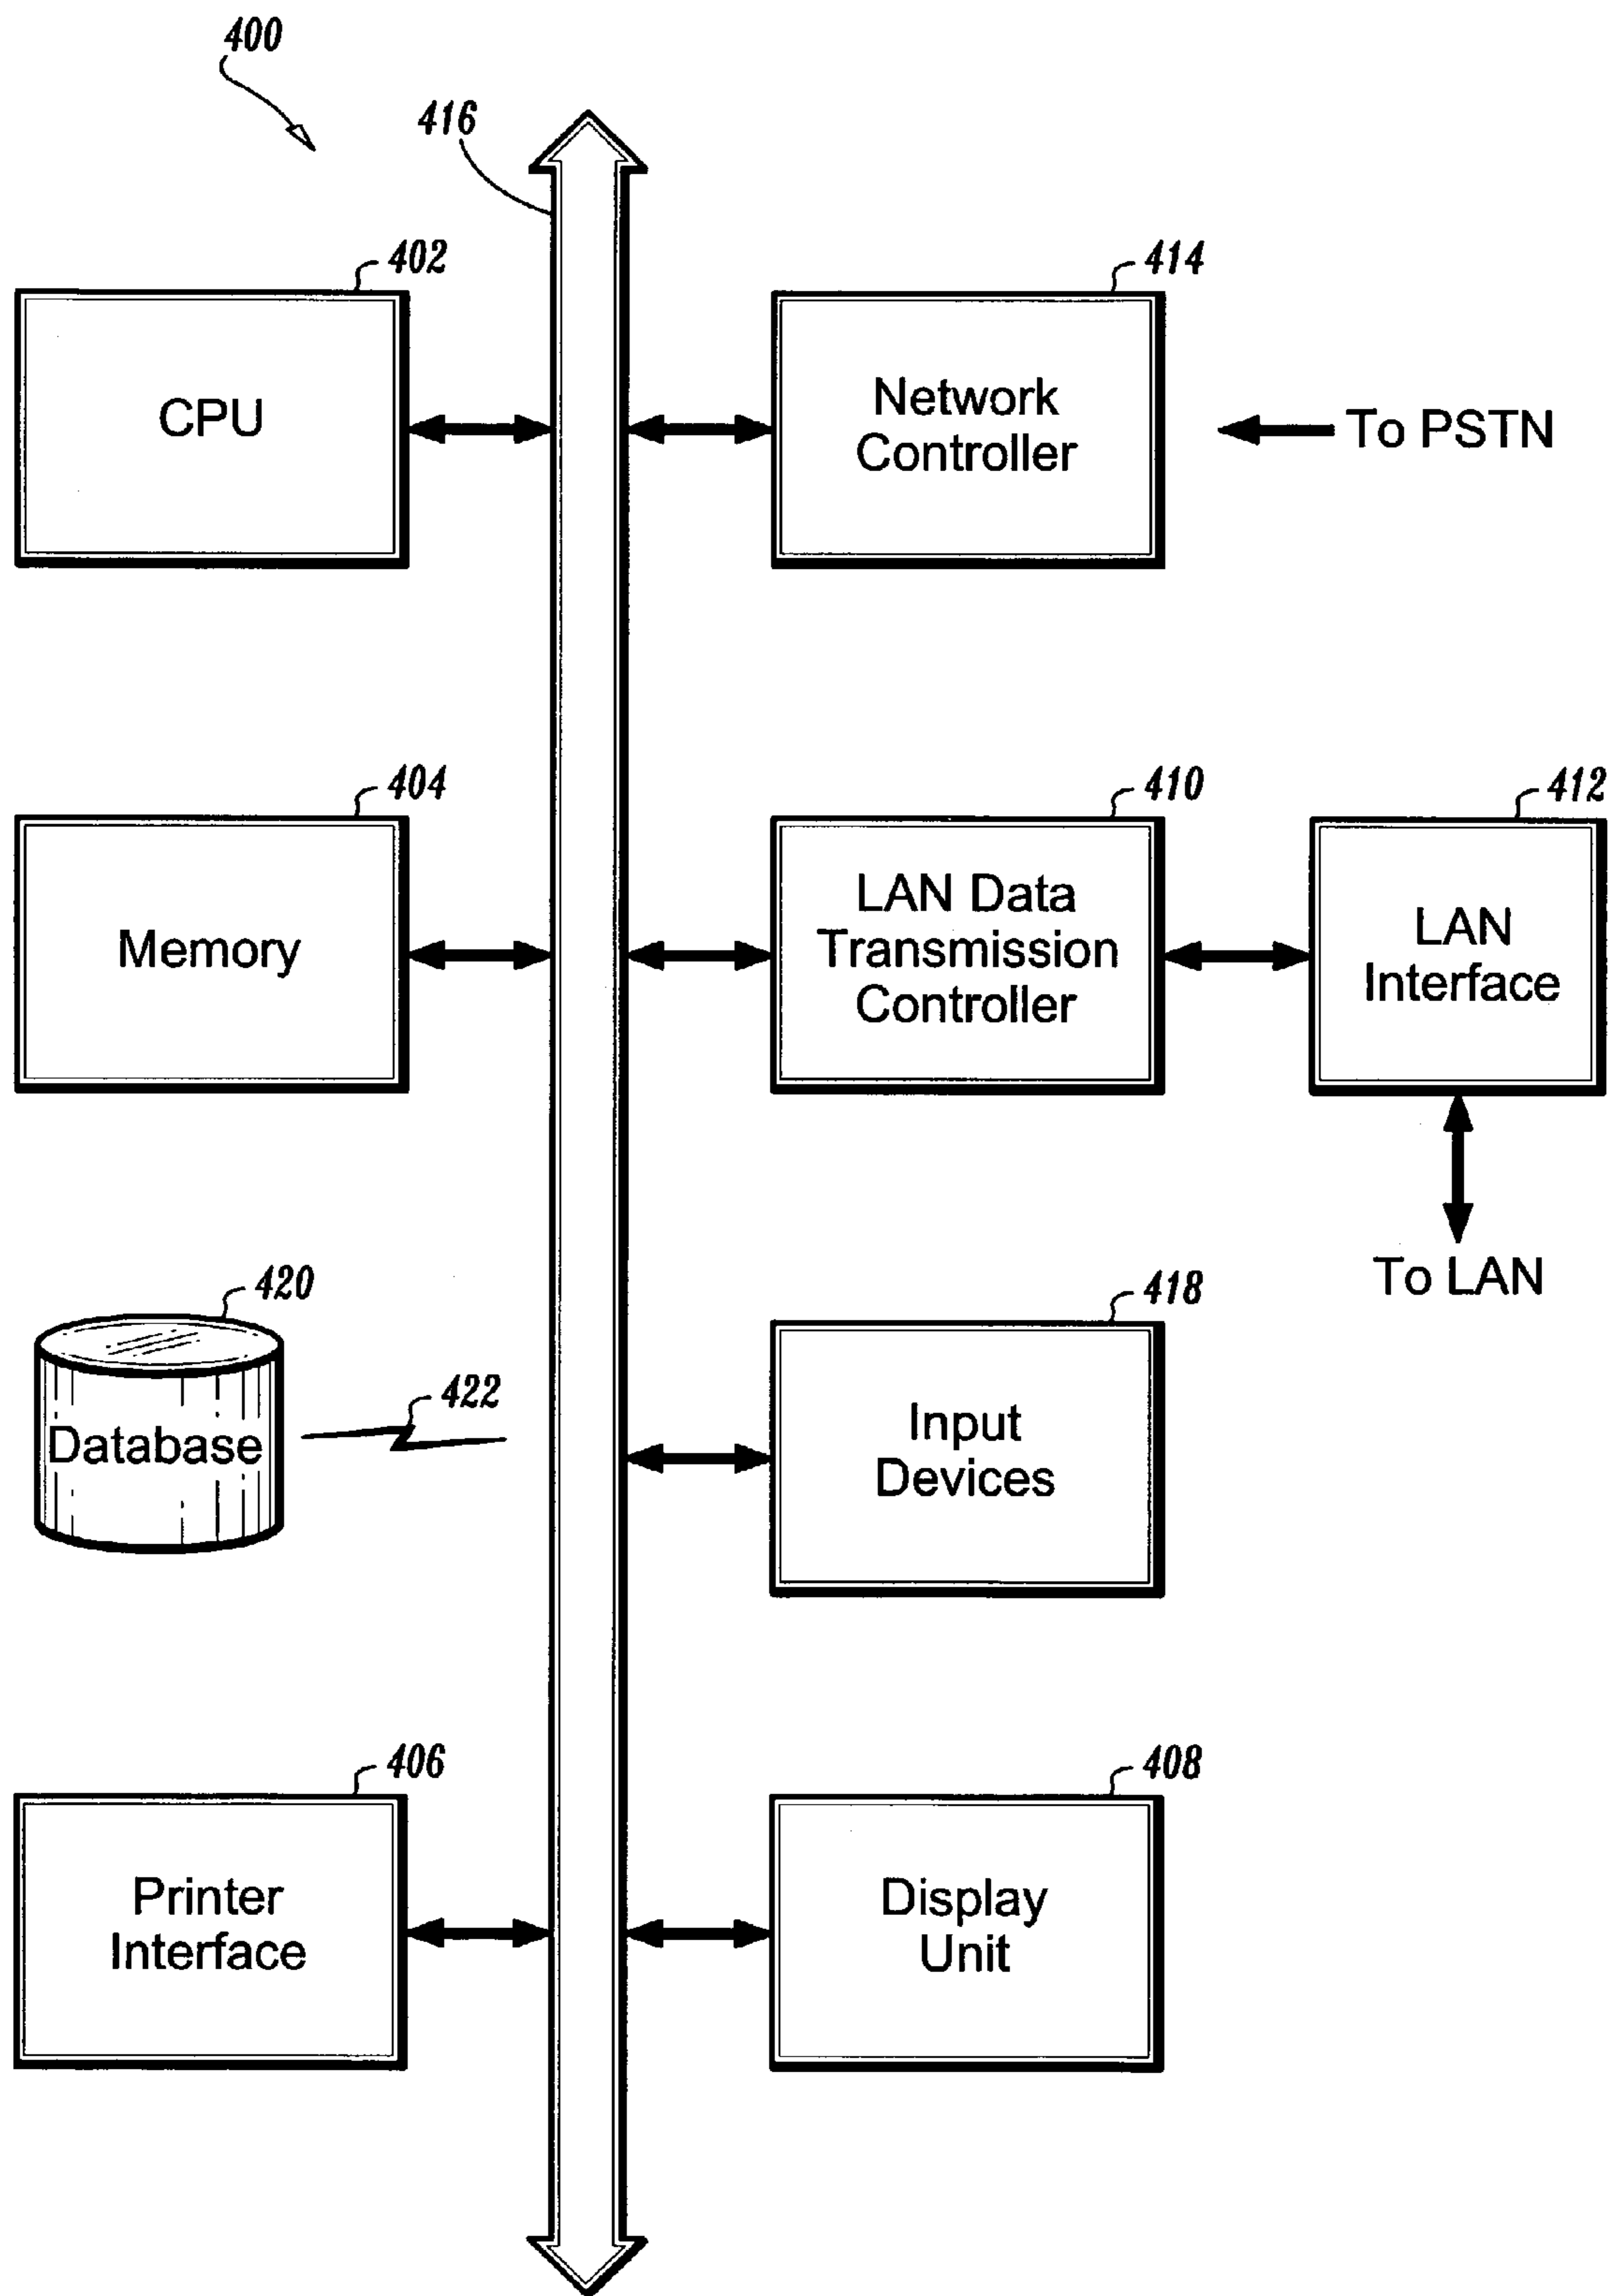 400
416
402
CPU
414
Network
Controller
To PSTN
404
Memory
410
LAN Data
Transmission
Controller
412
LAN
Interface
To LAN
420
Database
422
418
Input
Devices
406
Printer
Interface
408
Display
Unit